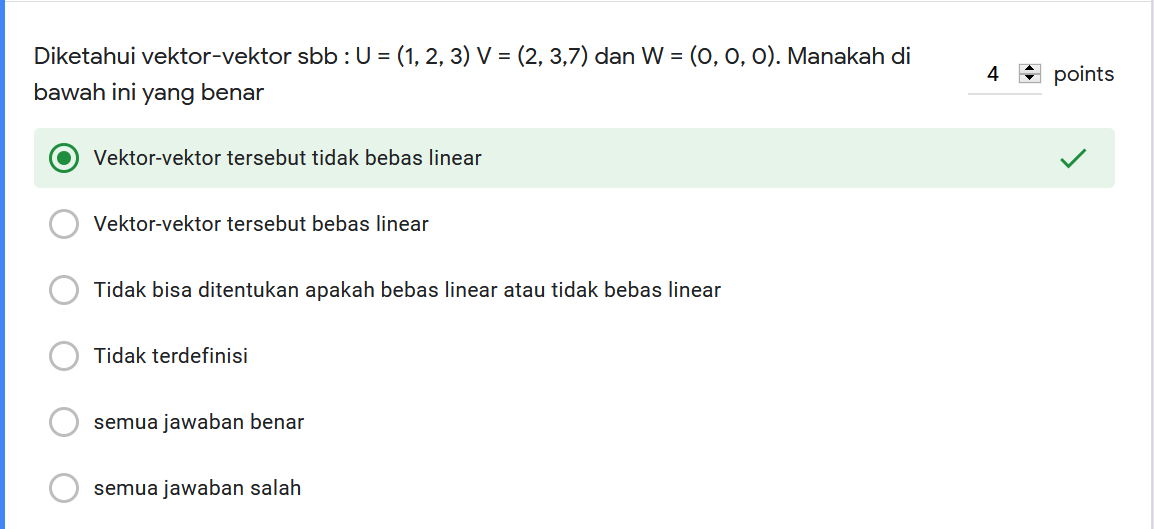 Diketahui vektor-vektor sbb : U = (1, 2, 3) V = (2, 3,7) dan W = (0, 0, 0). Manakah di
bawah ini yang benar
4 points
Vektor-vektor tersebut tidak bebas linear
Vektor-vektor tersebut bebas linear
Tidak bisa ditentukan apakah bebas linear atau tidak bebas linear
Tidak terdefinisi
semua jawaban benar
semua jawaban salah